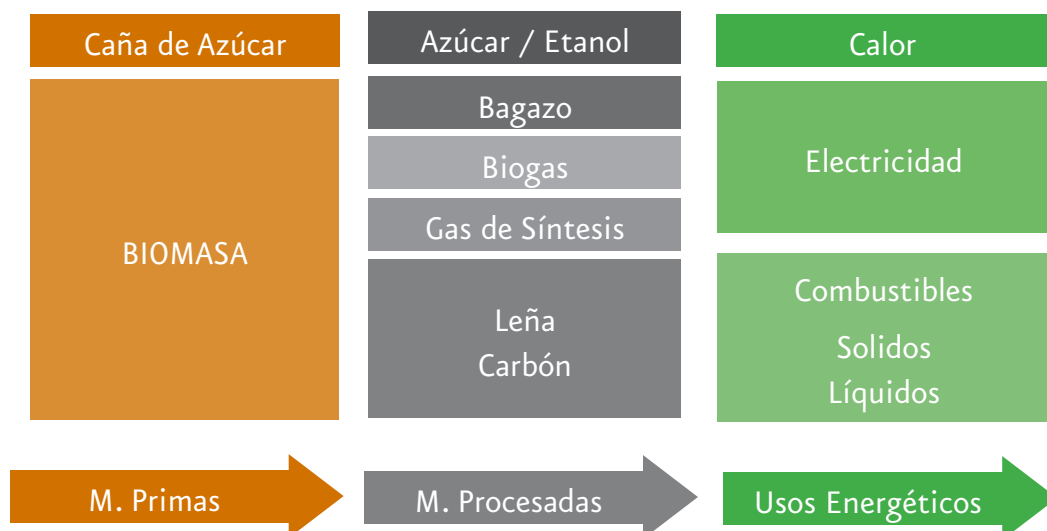 Caña de Azúcar
BIOMASA
M. Primas
Azúcar / Etanol
Bagazo
Biogas
Gas de Síntesis
Leña
Carbón
M. Procesadas
Calor
Electricidad
Combustibles
Solidos
Líquidos
Usos Energéticos